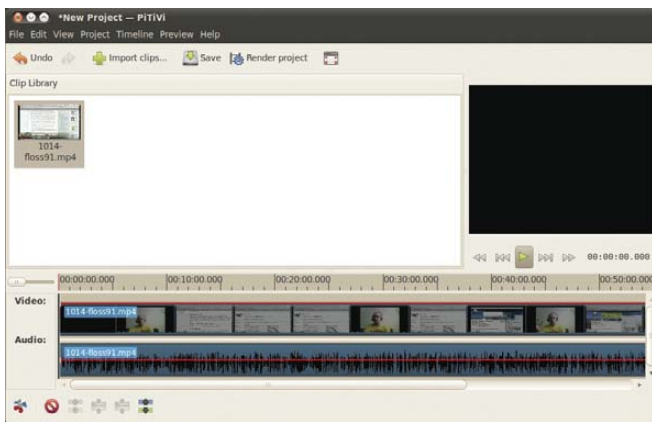 *New Project — PiTiVi
File Edit View Project Timeline Preview Help
Undo Import clips... Save Render project
Clip Library
1014-
floss91.mp4
00:00:00.000
00:00:00.000 00:10:00.000 00:20:00.000 00:30:00.000 00:40:00.000 00:50:00.000
Video:
1014-floss91.mp4
Audio:
1014-floss91.mp4